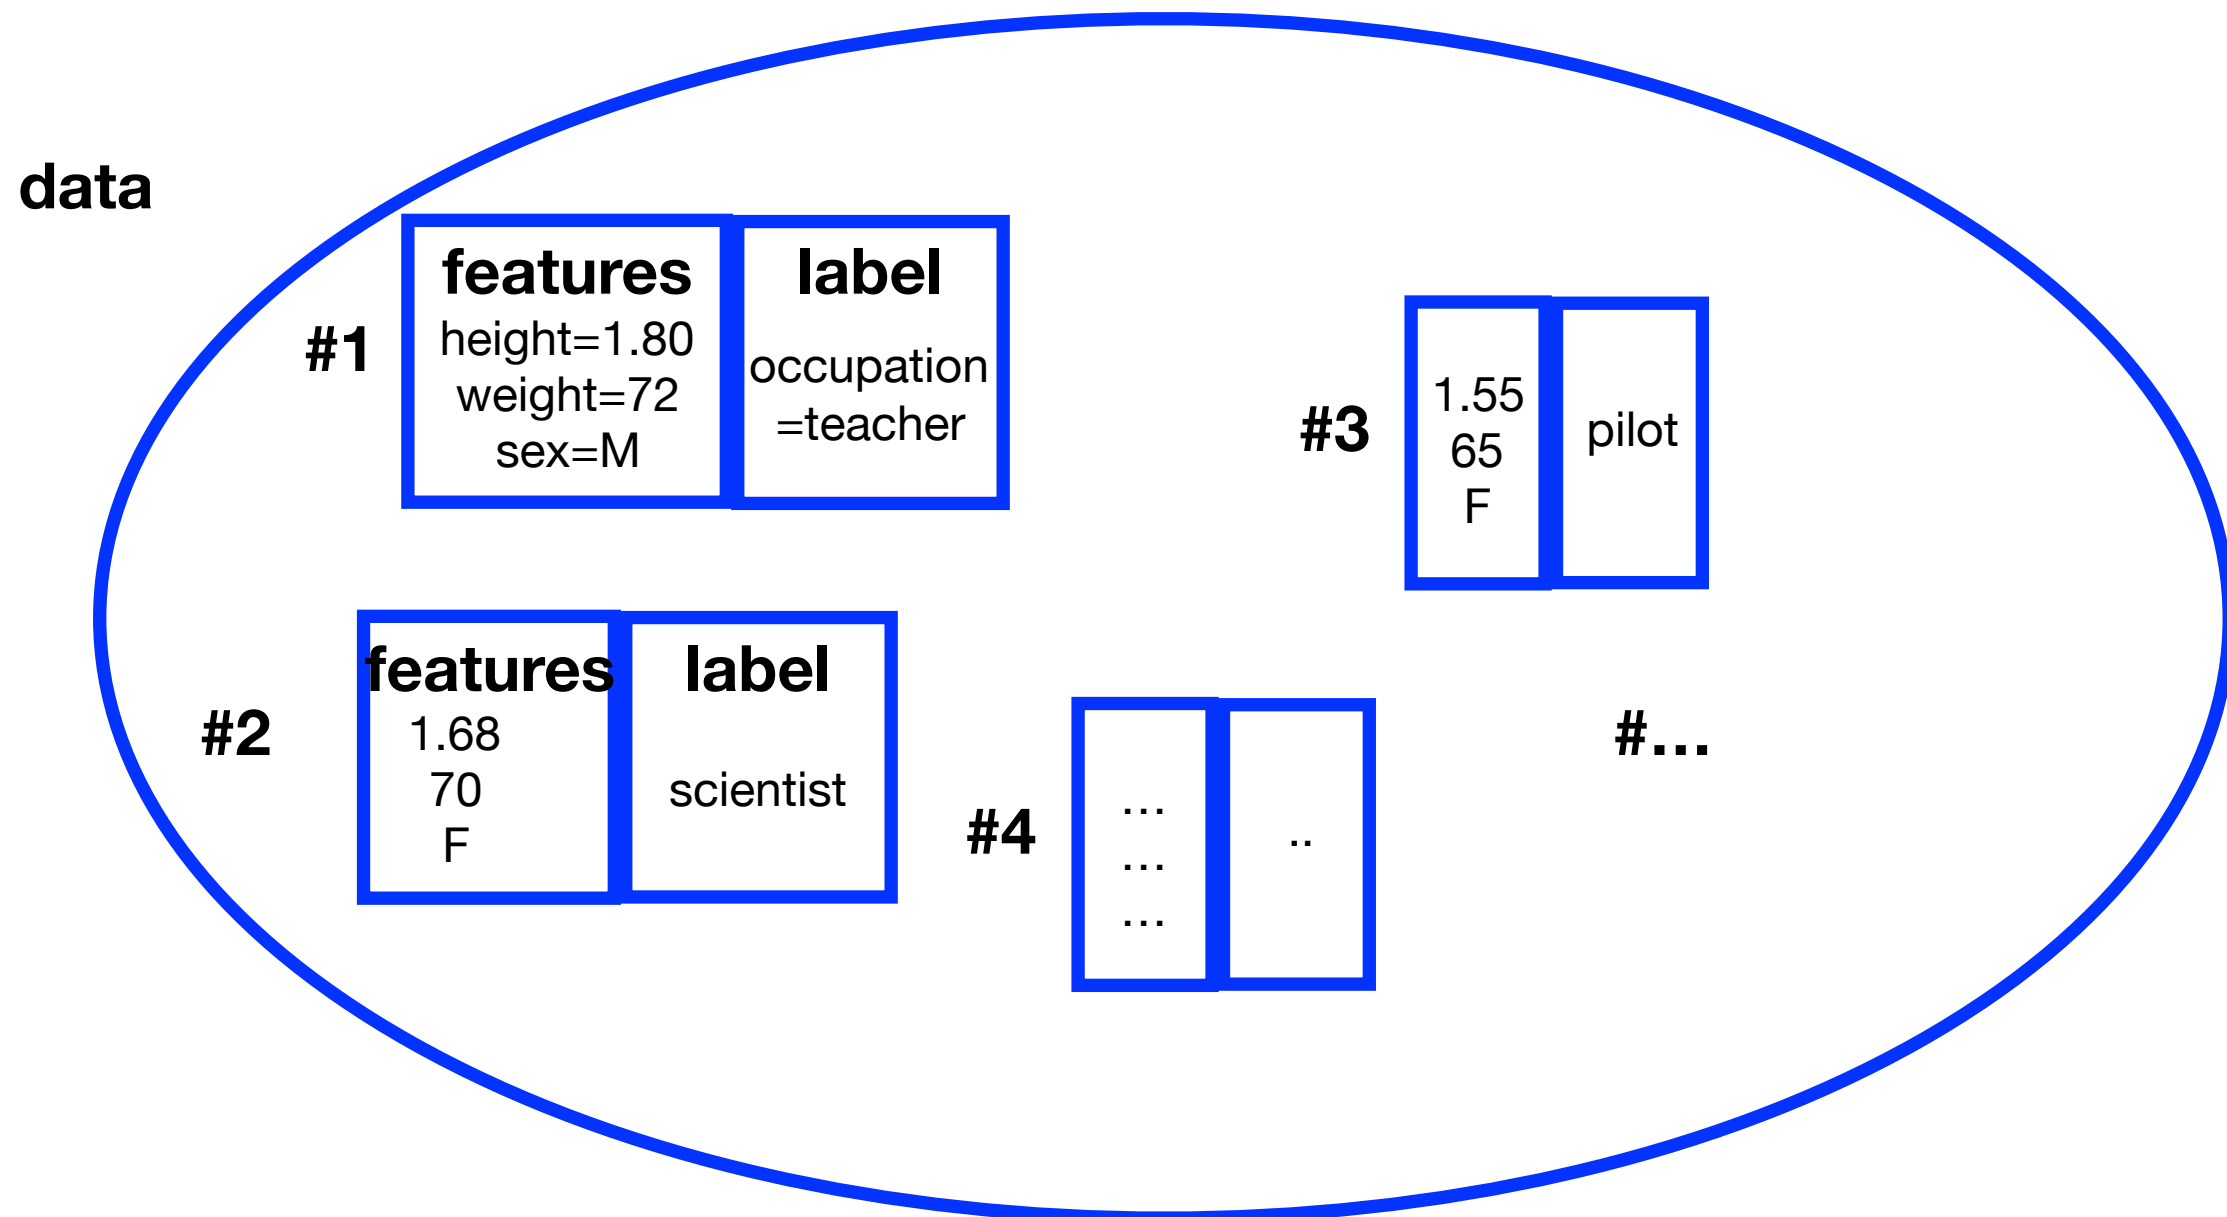 data
#1
features
height=1.80
weight=72
sex=M
label
occupation
=teacher
#3
1.55
65
F
pilot
#2
features
1.68
70
F
label
scientist
#4
...
...
...
..
#...